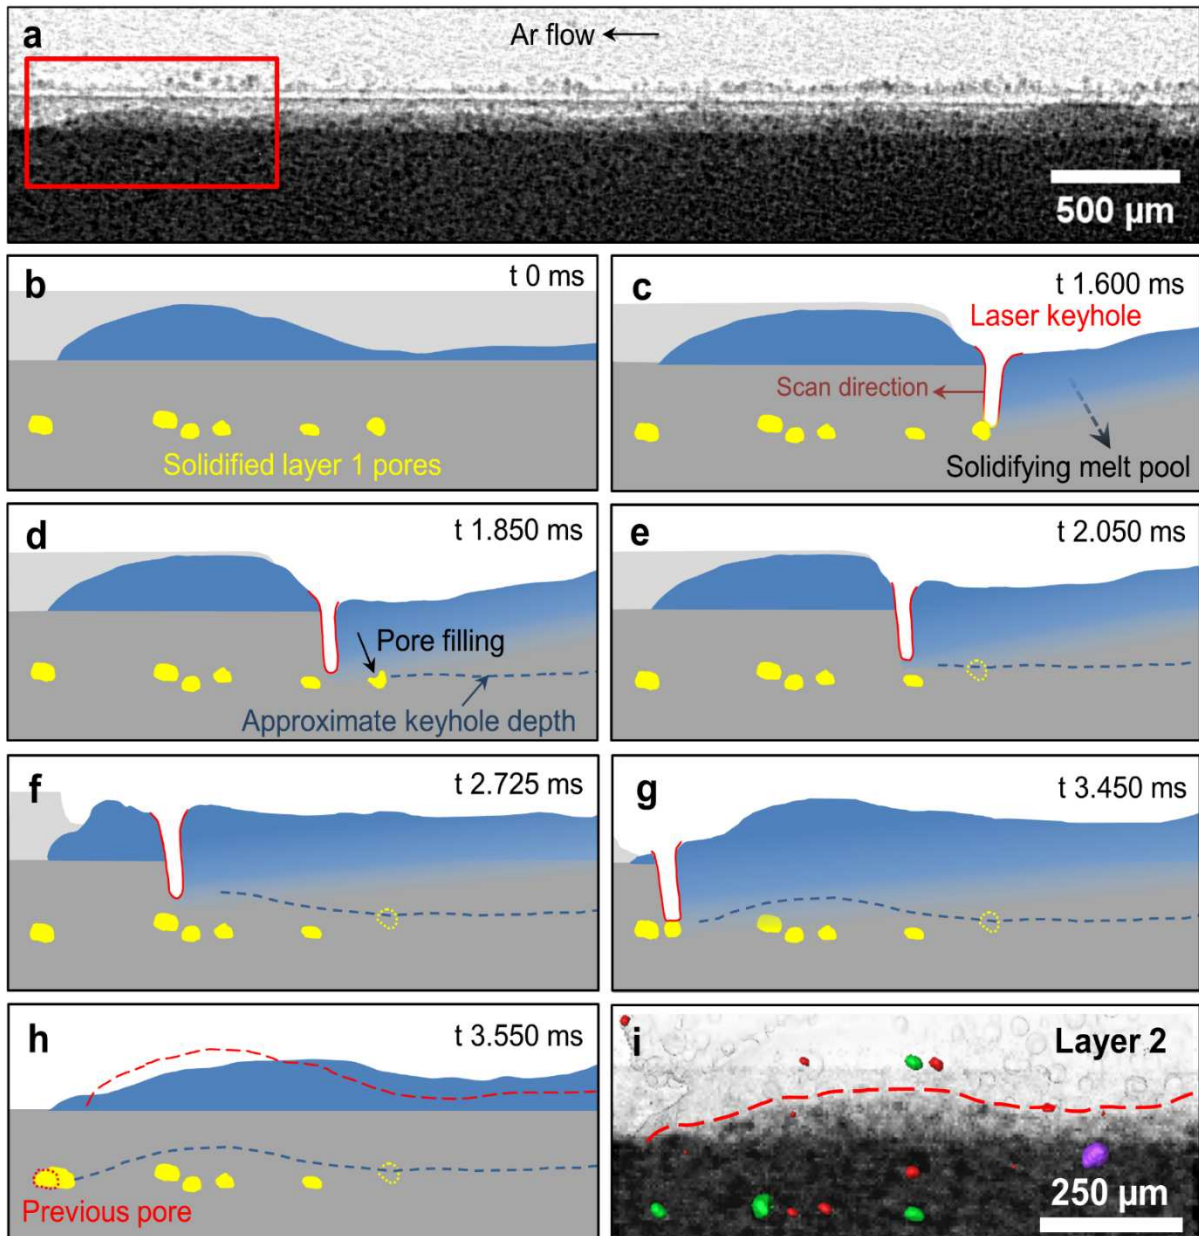 a
Ar flow
500 µm
b
t 0 ms
Solidified layer 1 pores
c
t 1.600 ms
Laser keyhole
Scan direction
Solidifying melt pool
d
t 1.850 ms
Pore filling
Approximate keyhole depth
e
t 2.050 ms
f
t 2.725 ms
g
t 3.450 ms
h
t 3.550 ms
Previous pore
i
Layer 2
250 µm